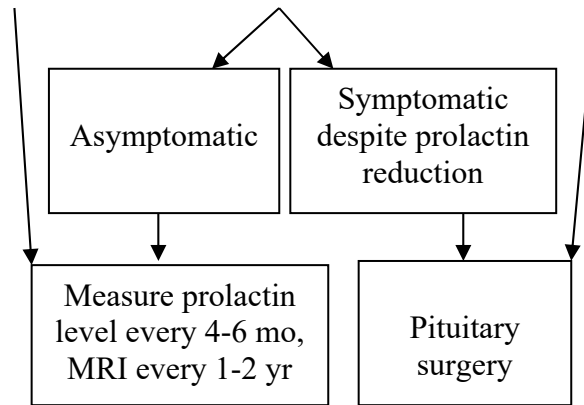 Asymptomatic
Symptomatic
despite prolactin
reduction
Measure prolactin
level every 4-6 mo,
MRI every 1-2 yr
Pituitary
surgery